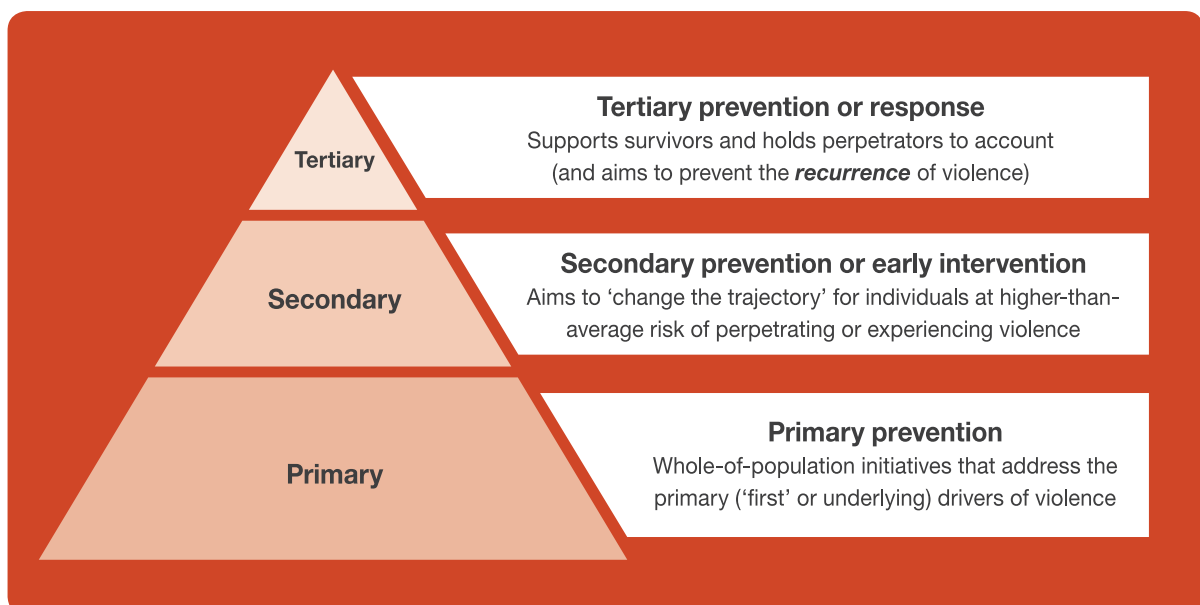 Tertiary
Tertiary prevention or response
Supports survivors and holds perpetrators to account
(and aims to prevent the recurrence of violence)
Secondary
Secondary prevention or early intervention
Aims to ‘change the trajectory’ for individuals at higher-than-
average risk of perpetrating or experiencing violence
Primary
Primary prevention
Whole-of-population initiatives that address the
primary (‘first’ or underlying) drivers of violence